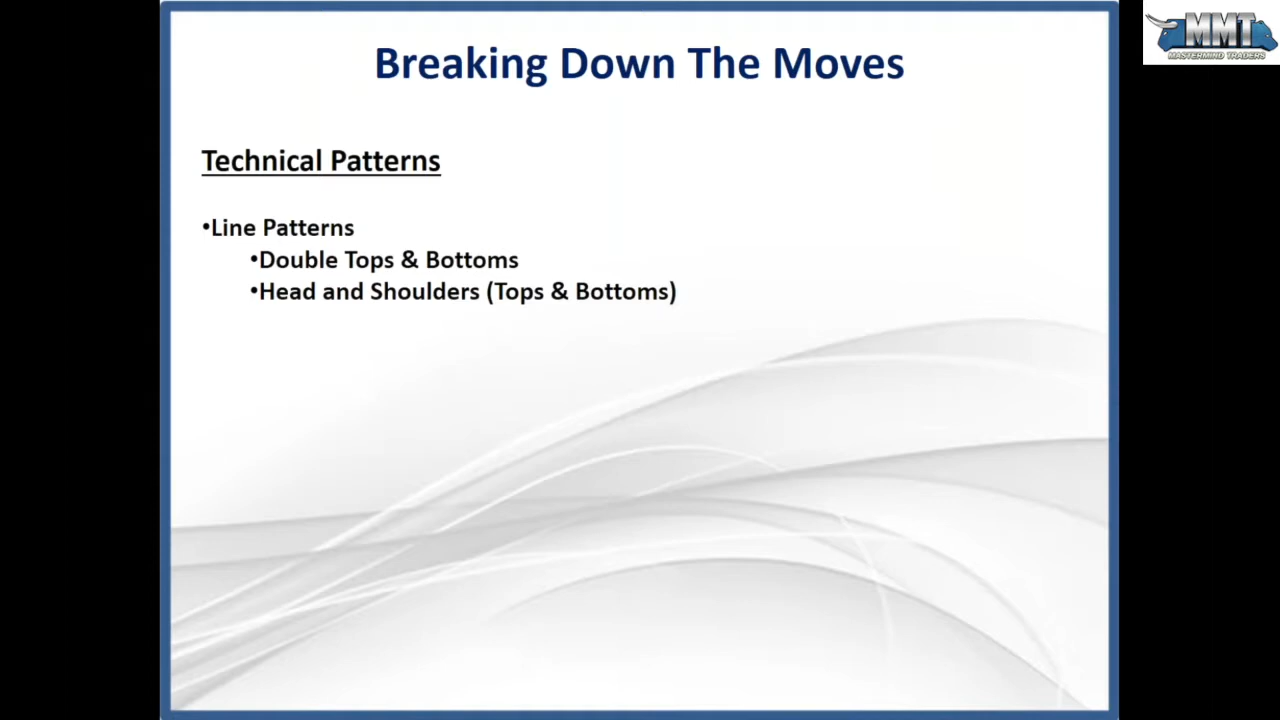 MMT
MASTERMIND TRADERS
Breaking Down The Moves
Technical Patterns
•Line Patterns
•Double Tops & Bottoms
•Head and Shoulders (Tops & Bottoms)